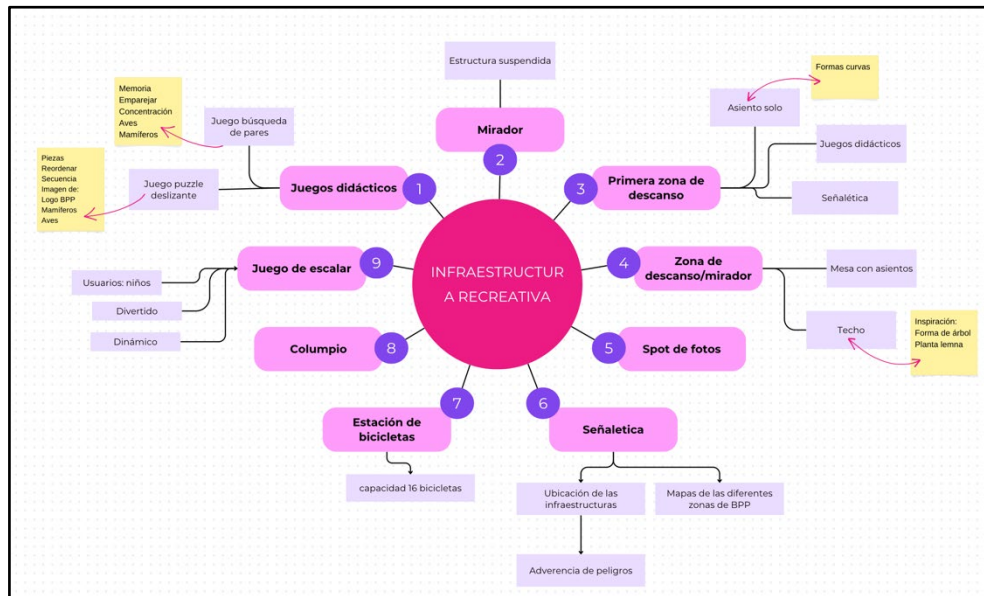 INFRAESTRUCTUR
A RECREATIVA
1
Juegos didácticos
Juego búsqueda
de pares
Memoria
Emparejar
Concentración
Aves
Mamíferos
Juego puzzle
deslizante
Piezas
Reordenar
Secuencia
Imagen de:
Logo BPP
Mamíferos
Aves
2
Mirador
Estructura suspendida
3
Primera zona de
descanso
Asiento solo
Formas curvas
Juegos didácticos
Señalética
4
Zona de
descanso/mirador
Mesa con asientos
Techo
Inspiración:
Forma de árbol
Planta lemna
5
Spot de fotos
6
Señaletica
Ubicación de las
infraestructuras
Adverencia de peligros
Mapas de las diferentes
zonas de BPP
7
Estación de
bicicletas
capacidad 16 bicicletas
8
Columpio
9
Juego de escalar
Usuarios: niños
Divertido
Dinámico